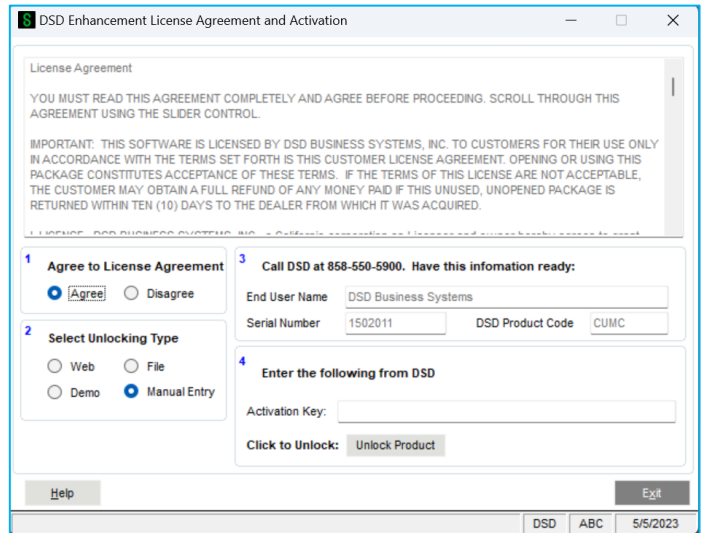 S DSD Enhancement License Agreement and Activation
License Agreement
YOU MUST READ THIS AGREEMENT COMPLETELY AND AGREE BEFORE PROCEEDING. SCROLL THROUGH THIS
AGREEMENT USING THE SLIDER CONTROL.
IMPORTANT: THIS SOFTWARE IS LICENSED BY DSD BUSINESS SYSTEMS, INC. TO CUSTOMERS FOR THEIR USE ONLY
IN ACCORDANCE WITH THE TERMS SET FORTH IS THIS CUSTOMER LICENSE AGREEMENT. OPENING OR USING THIS
PACKAGE CONSTITUTES ACCEPTANCE OF THESE TERMS. IF THE TERMS OF THIS LICENSE ARE NOT ACCEPTABLE,
THE CUSTOMER MAY OBTAIN A FULL REFUND OF ANY MONEY PAID IF THIS UNUSED, UNOPENED PACKAGE IS
RETURNED WITHIN TEN (10) DAYS TO THE DEALER FROM WHICH IT WAS ACQUIRED.
1 Agree to License Agreement
Agree Disagree
2 Select Unlocking Type
Web File
Demo Manual Entry
3 Call DSD at 858-550-5900. Have this infomation ready:
End User Name DSD Business Systems
Serial Number 1502011 DSD Product Code CUMC
4 Enter the following from DSD
Activation Key:
Click to Unlock: Unlock Product
Help Exit
DSD ABC 5/5/2023